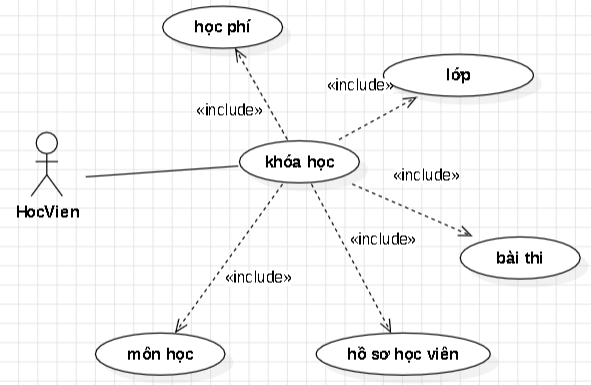 học phí
lớp
«include»
«include»
khóa học
«include»
HocVien
«include»
bài thi
«include»
môn học
hồ sơ học viên